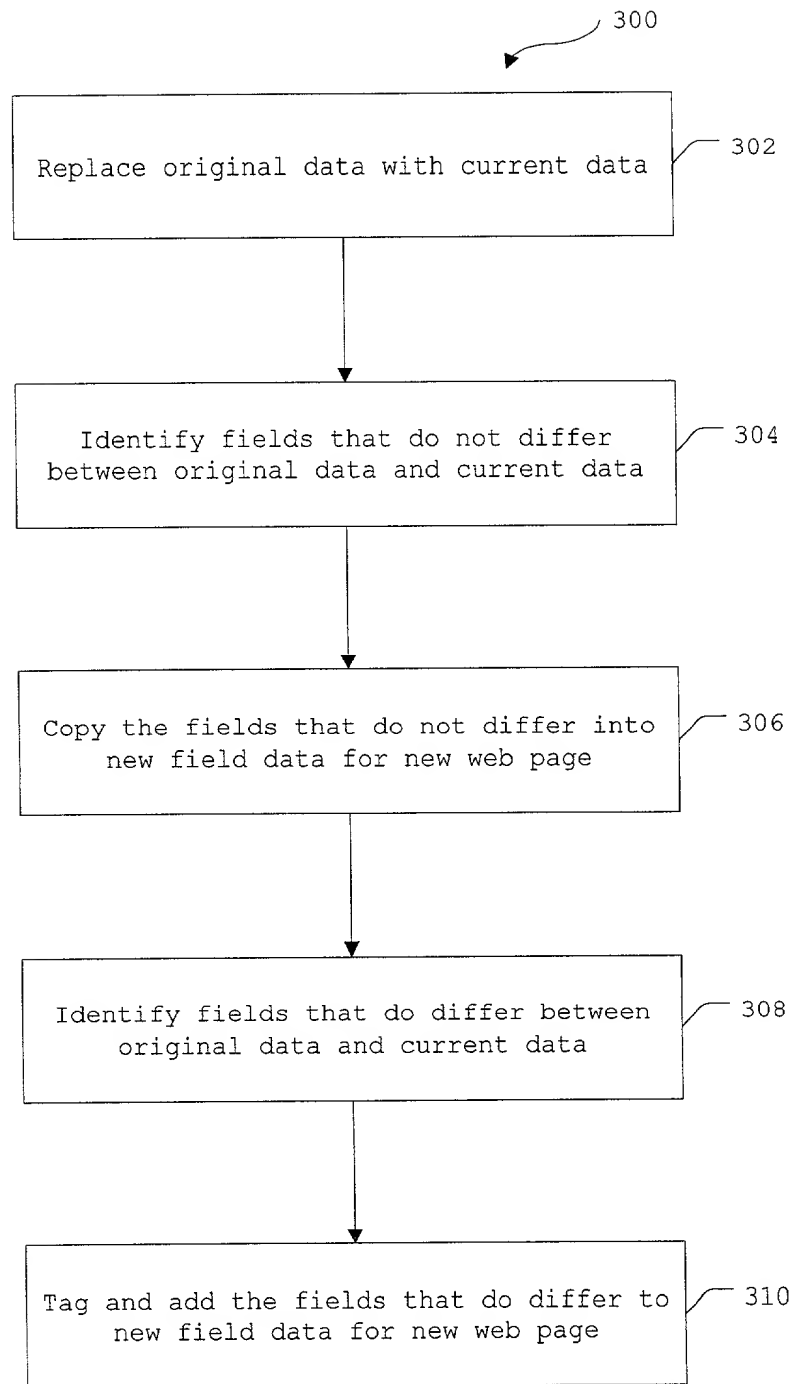 300
Replace original data with current data
302
Identify fields that do not differ
between original data and current data
304
Copy the fields that do not differ into
new field data for new web page
306
Identify fields that do differ between
original data and current data
308
Tag and add the fields that do differ to
new field data for new web page
310